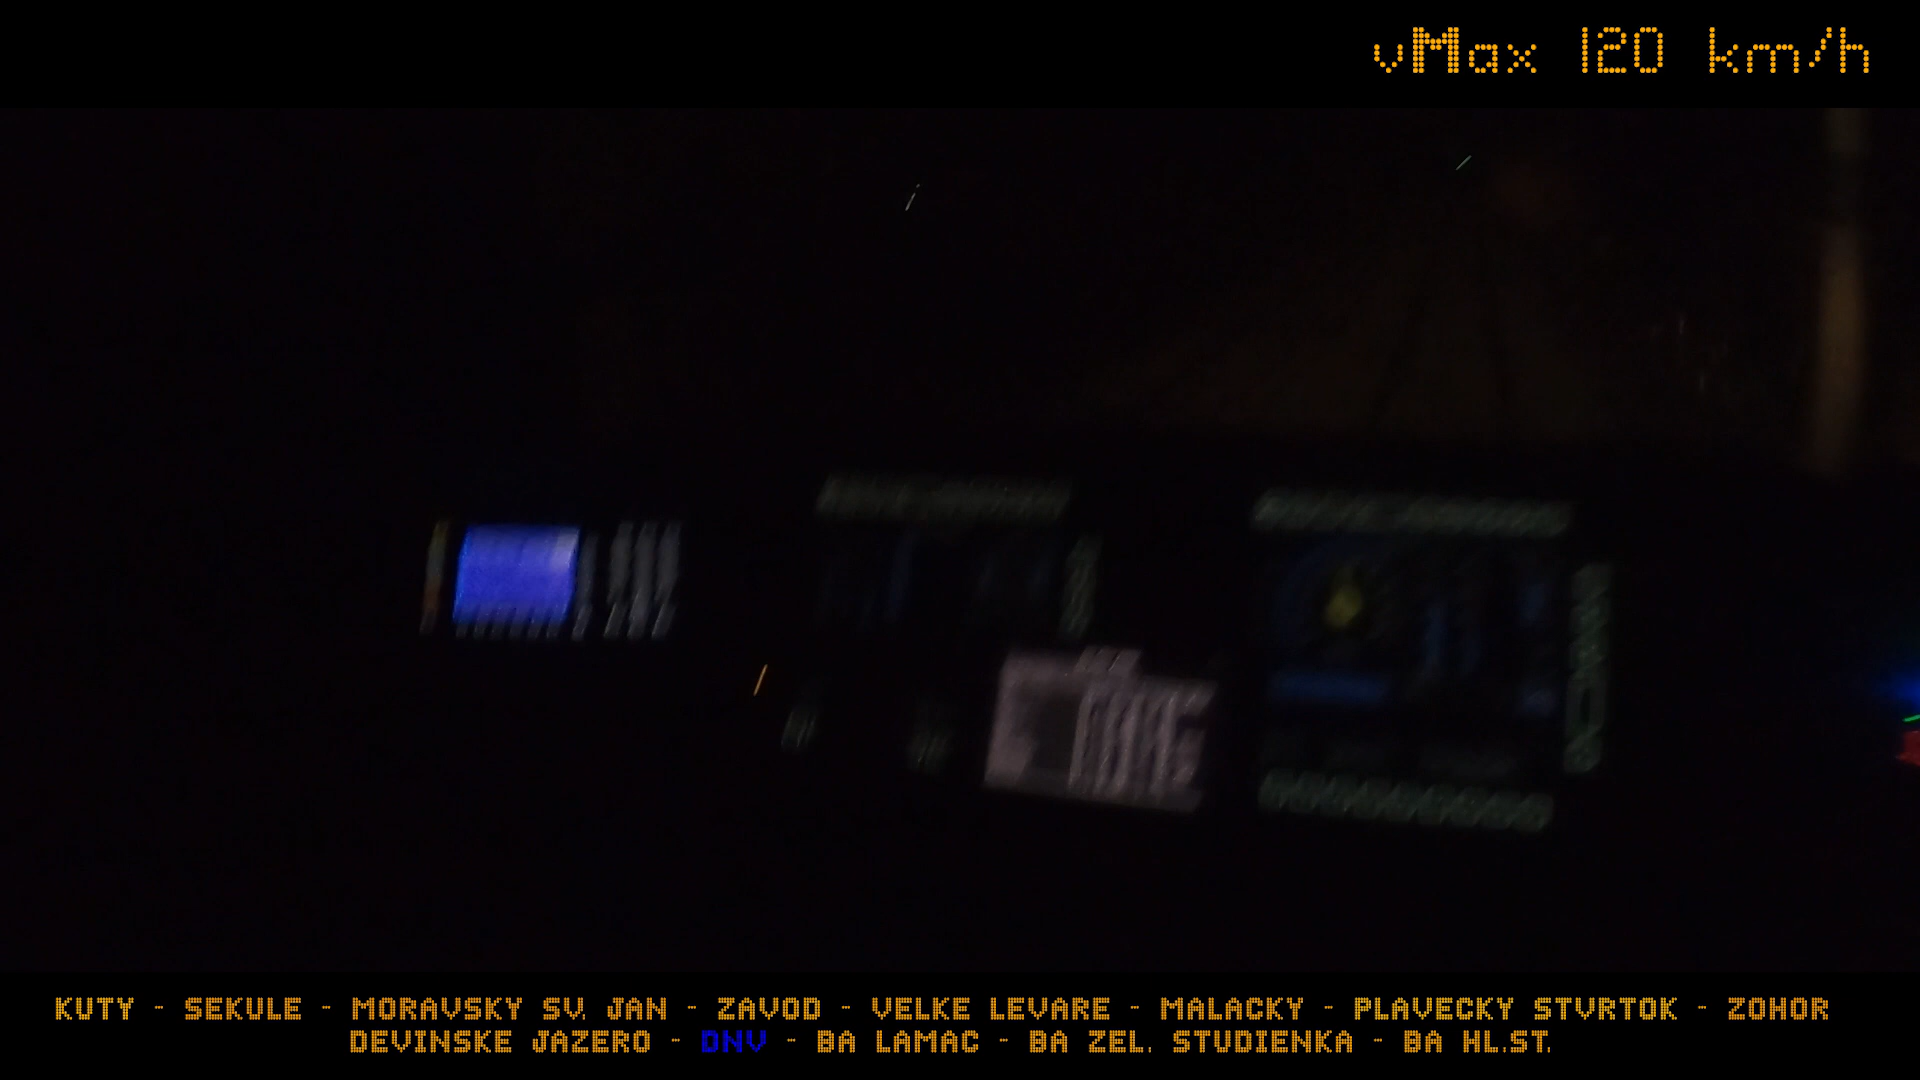 vMax 120 km/h
KUTY - SEKULE - MORAVSKY SV. JAN - ZAVOD - VELKE LEVARE - MALACKY - PLAVECKY STVRTOK - ZOHOR
DEVINSKE JAZERO - DNV - BA LAMAC - BA ZEL. STUDIENKA - BA HL.ST.